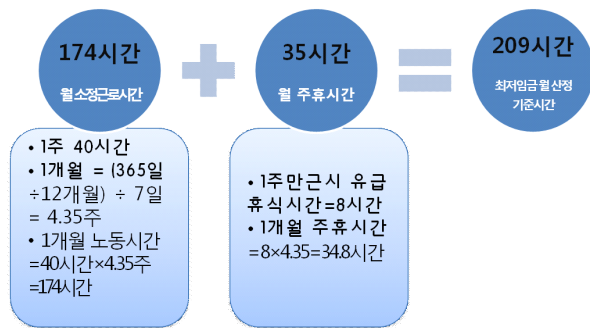 174시간
월 소정근로시간
35시간
월 주휴시간
209시간
최저임금 월 산정
기준시간
• 1주 40시간
• 1개월 = (365일
÷12개월) ÷ 7일
= 4.35주
• 1개월 노동시간
=40시간×4.35주
=174시간
• 1주만근시 유급
휴식시간=8시간
• 1개월 주휴시간
=8×4.35=34.8시간